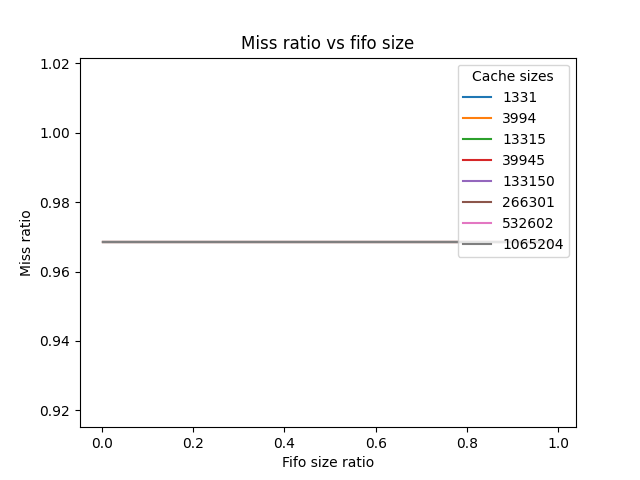 Miss ratio vs fifo size
1.02
1.00
0.98
0.96
0.94
0.92
Miss ratio
Cache sizes
1331
3994
13315
39945
133150
266301
532602
1065204
0.0 0.2 0.4 0.6 0.8 1.0
Fifo size ratio